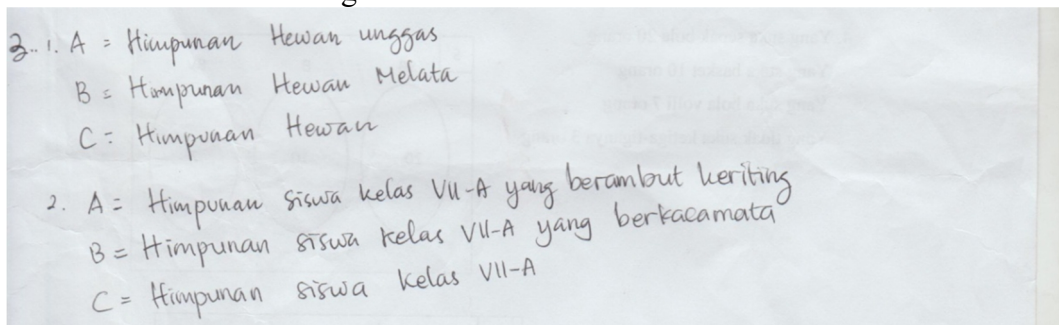 3.. 1. A = Himpunan Hewan unggas
B = Himpunan Hewan Melata
C = Himpunan Hewan
2. A = Himpunan siswa kelas VII-A yang berambut keriting
B = Himpunan siswa kelas VII-A yang berkacamata
C = Himpunan siswa kelas VII-A